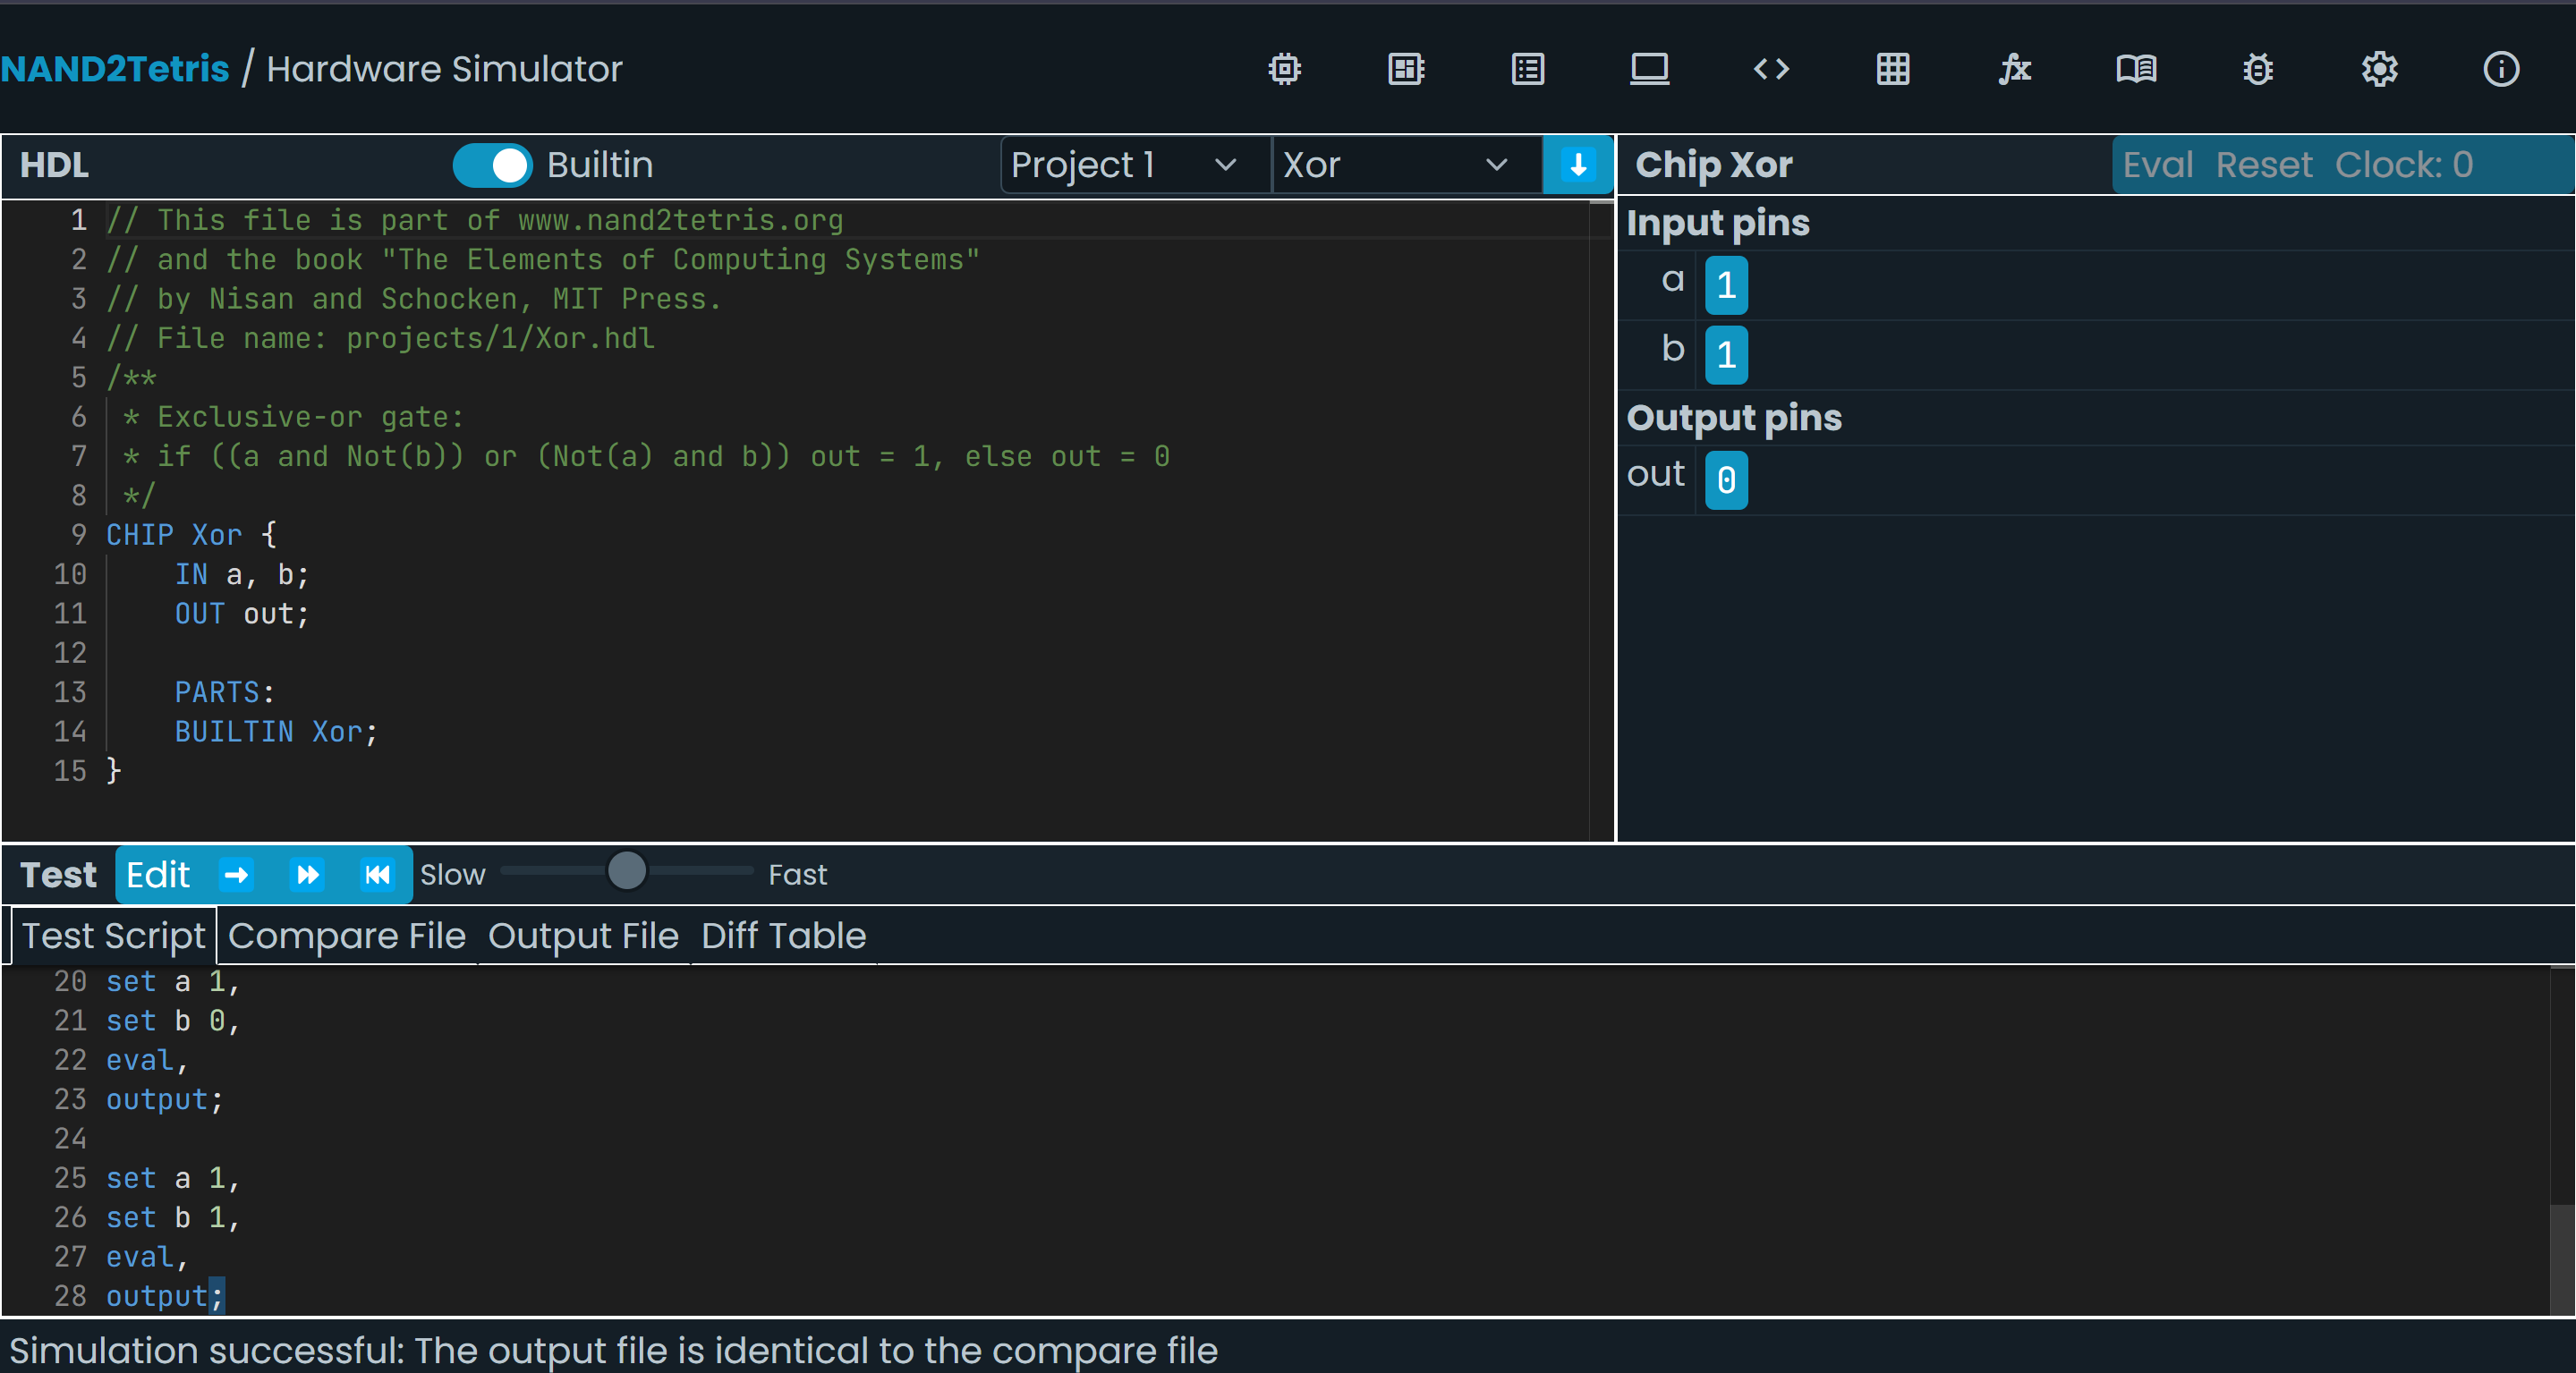 NAND2Tetris / Hardware Simulator
HDL Builtin Project 1 Xor
1 // This file is part of www.nand2tetris.org
2 // and the book "The Elements of Computing Systems"
3 // by Nisan and Schocken, MIT Press.
4 // File name: projects/1/Xor.hdl
5 /**
6 * Exclusive-or gate:
7 * if ((a and Not(b)) or (Not(a) and b)) out = 1, else out = 0
8 */
9 CHIP Xor {
10 IN a, b;
11 OUT out;
12
13 PARTS:
14 BUILTIN Xor;
15 }
Chip Xor Eval Reset Clock: 0
Input pins
a 1
b 1
Output pins
out 0
Test Edit Slow Fast
Test Script Compare File Output File Diff Table
20 set a 1,
21 set b 0,
22 eval,
23 output;
24
25 set a 1,
26 set b 1,
27 eval,
28 output;
Simulation successful: The output file is identical to the compare file